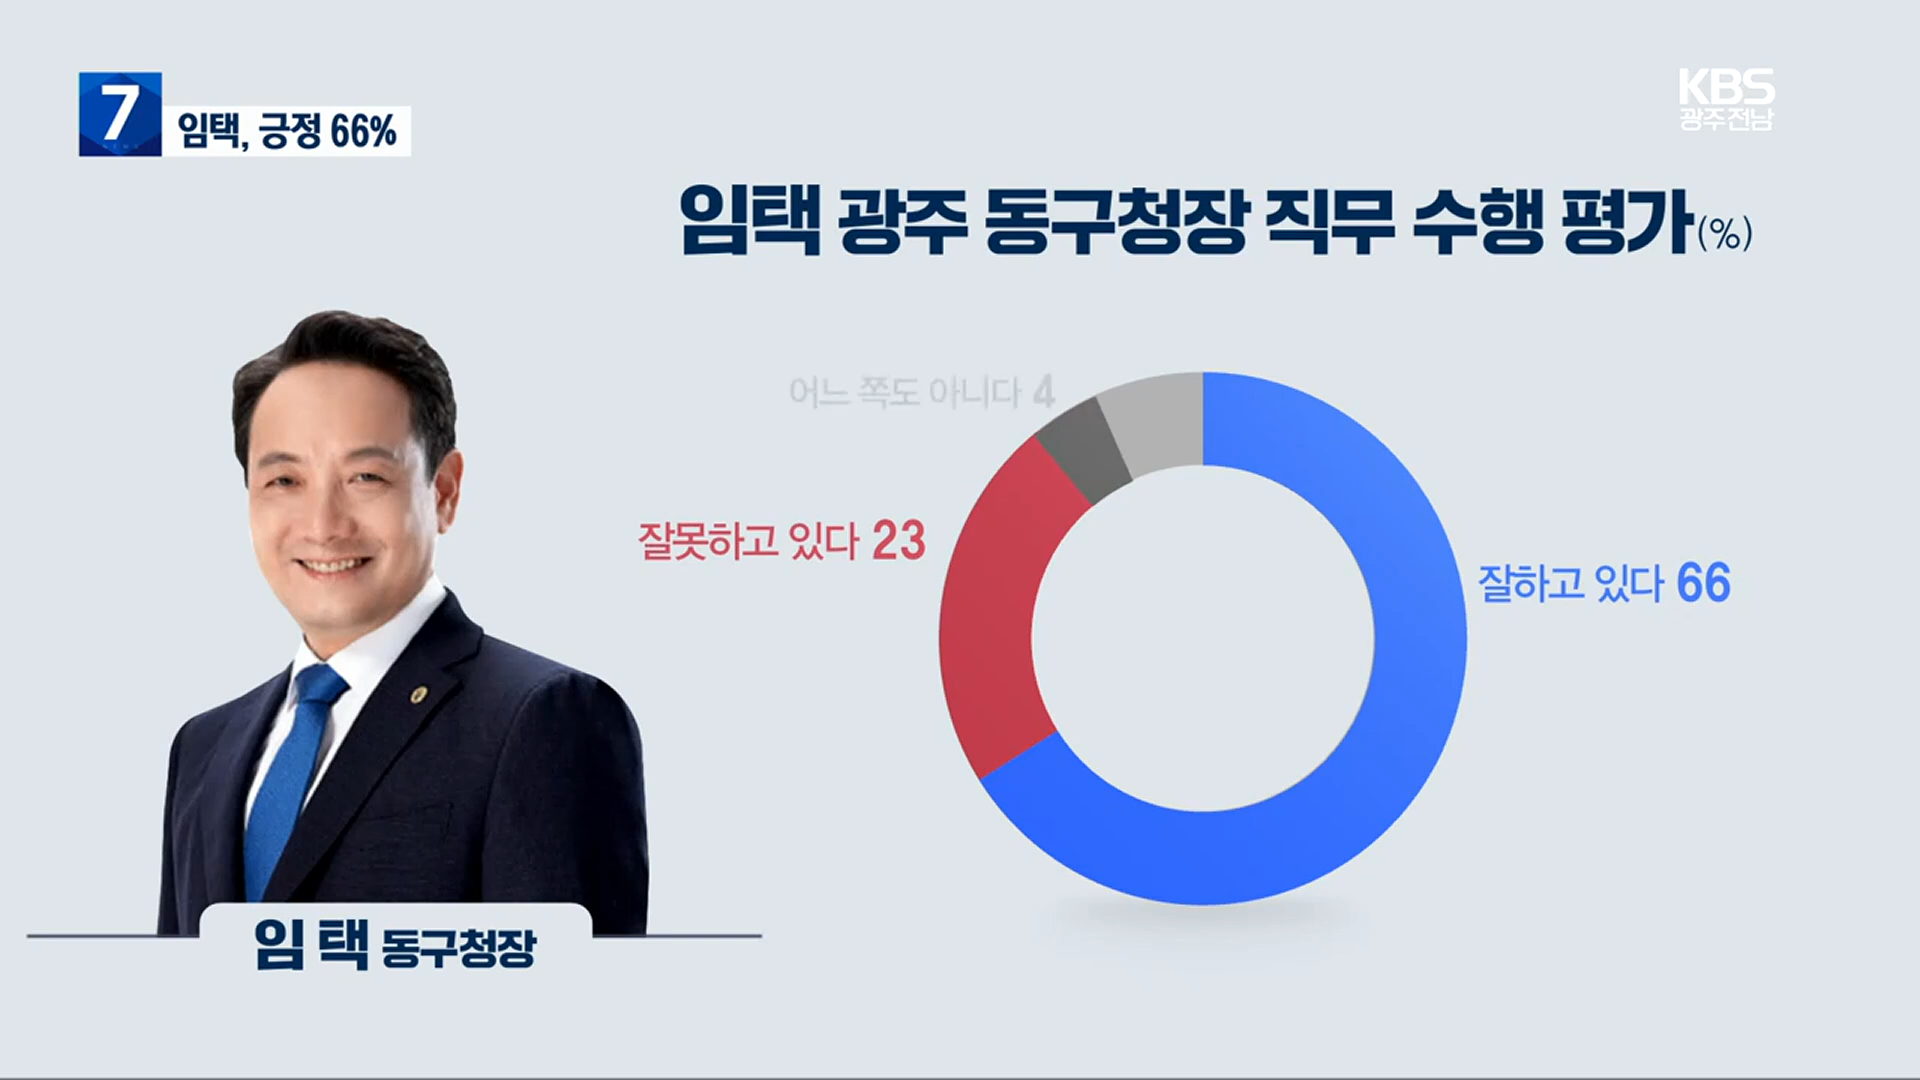 7
임택, 긍정 66%
KBS
광주전남
임택 광주 동구청장 직무 수행 평가(%)
어느 쪽도 아니다 4
잘못하고 있다 23
잘하고 있다 66
임 택 동구청장